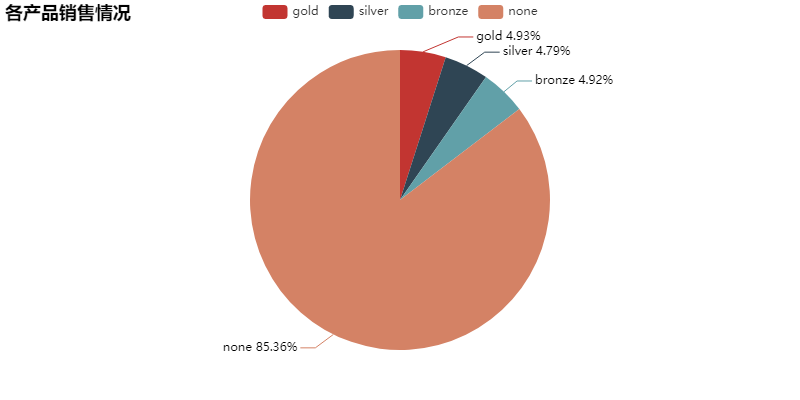 各产品销售情况
gold silver bronze none
gold 4.93%
silver 4.79%
bronze 4.92%
none 85.36%